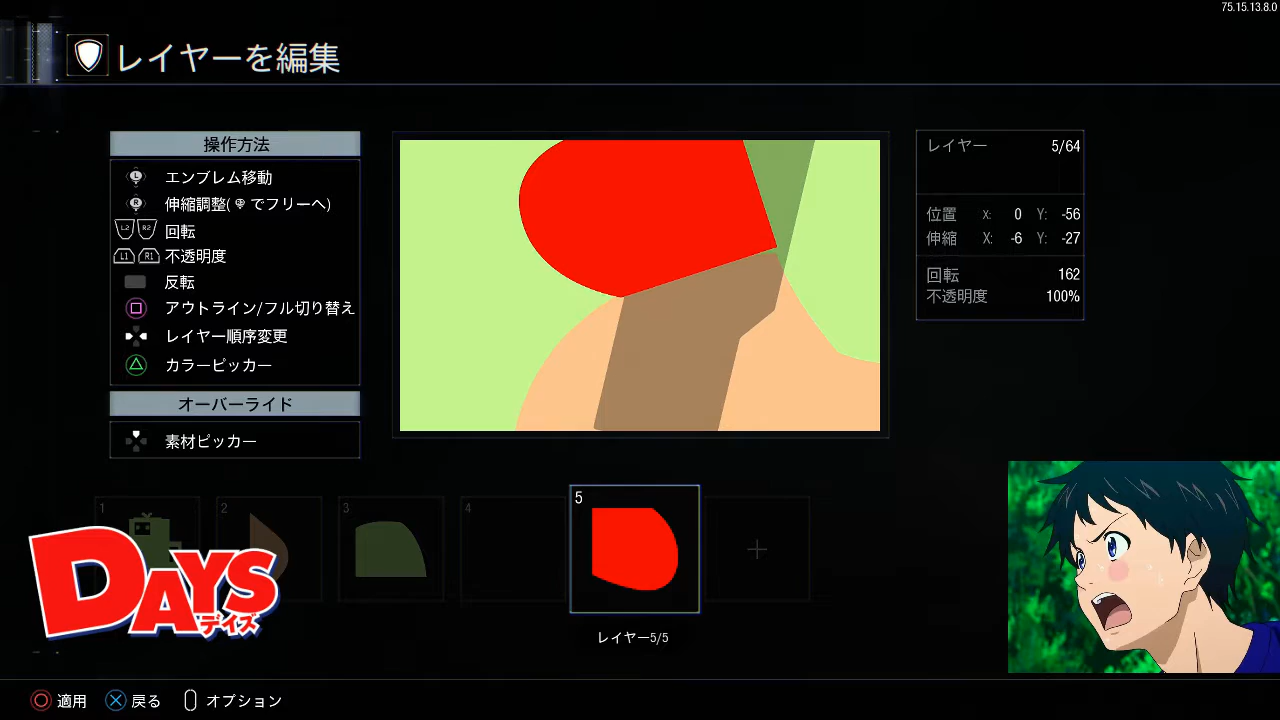 75.15.13.8.0
レイヤーを編集
操作方法
L エンブレム移動
R 伸縮調整( R でフリーへ)
L2 R2 回転
L1 R1 不透明度
反転
アウトライン/フル切り替え
レイヤー順序変更
カラーピッカー
オーバーライド
素材ピッカー
レイヤー 5/64
位置 X: 0 Y: -56
伸縮 X: -6 Y: -27
回転 162
不透明度 100%
1 2 3 4 5
DAYS
デイズ
レイヤー5/5
適用 戻る オプション